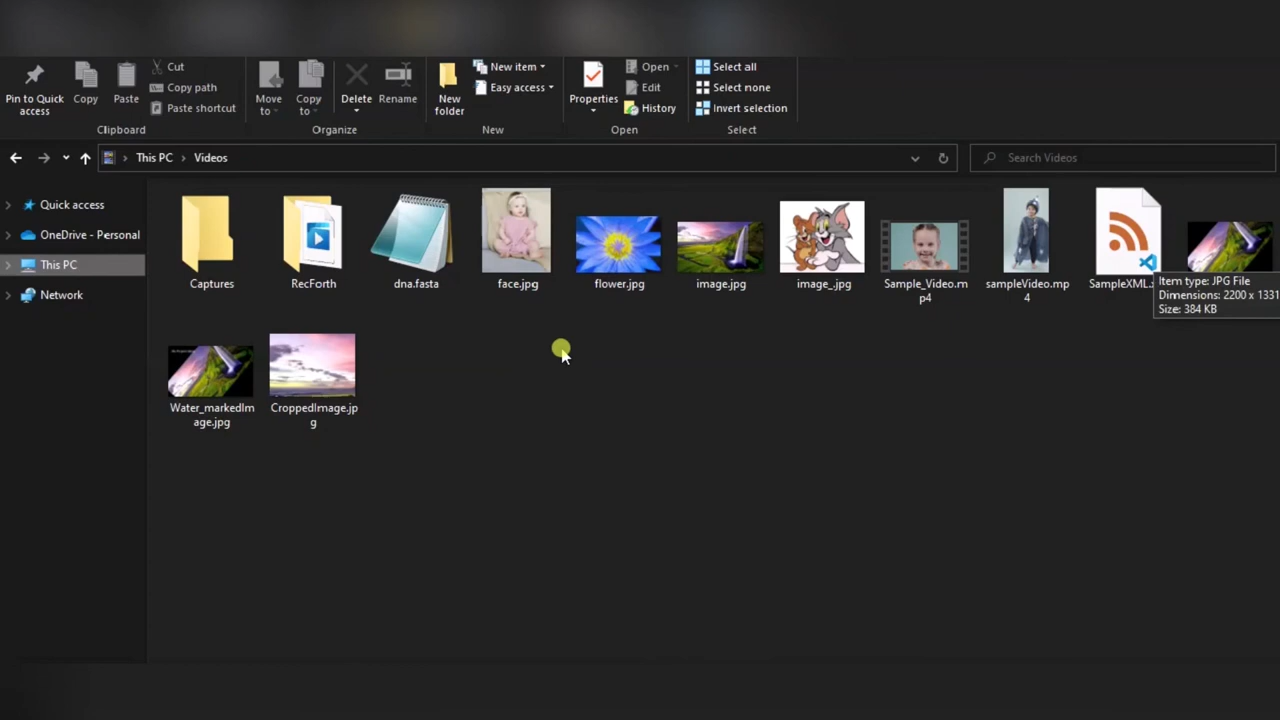 Pin to Quick
access
Copy
Paste
Cut
Copy path
Paste shortcut
Clipboard
Move
to
Copy
to
Delete
Rename
Organize
New
folder
New item
Easy access
New
Properties
Open
Edit
History
Open
Select all
Select none
Invert selection
Select
This PC
Videos
Search Videos
Quick access
OneDrive - Personal
This PC
Network
Captures
RecForth
dna.fasta
face.jpg
flower.jpg
image.jpg
image_.jpg
Sample_Video.m
p4
sampleVideo.mp
4
SampleXML.x
Item type: JPG File
Dimensions: 2200 x 1331
Size: 384 KB
Water_markedIm
age.jpg
CroppedImage.jp
g